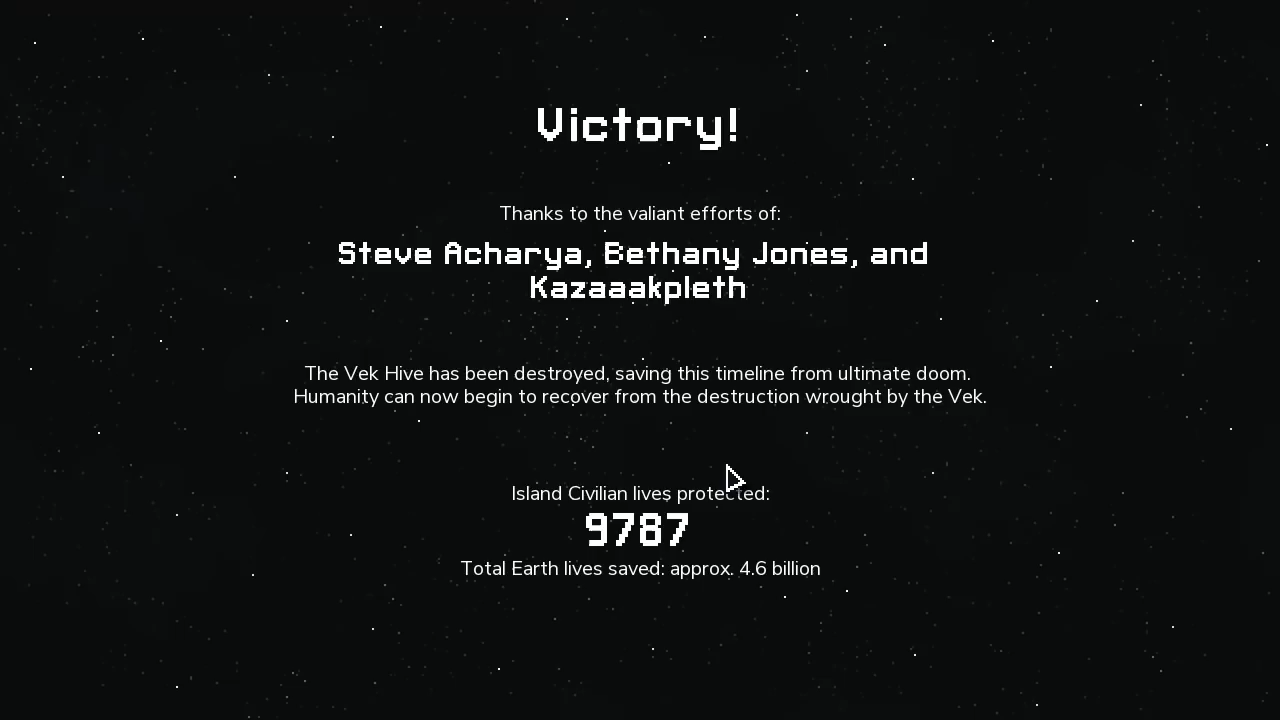 Victory!
Thanks to the valiant efforts of:
Steve Acharya, Bethany Jones, and
Kazaaakpleth
The Vek Hive has been destroyed, saving this timeline from ultimate doom.
Humanity can now begin to recover from the destruction wrought by the Vek.
Island Civilian lives protected:
9787
Total Earth lives saved: approx. 4.6 billion